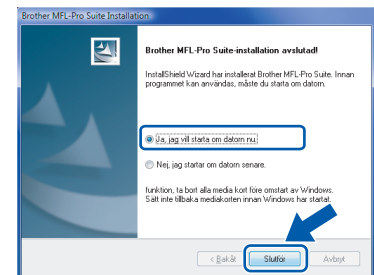 Brother MFL-Pro Suite Installation
Brother MFL-Pro Suite-installation avslutad!
InstallShield Wizard har installerat Brother MFL-Pro Suite. Innan
programmet kan användas, måste du starta om datorn.
Ja, jag vill starta om datorn nu.
Nej, jag startar om datorn senare.
funktion, ta bort alla media kort före omstart av Windows.
Sätt inte tillbaka mediakorten innan Windows har startat.
< Bakåt
Slutför
Avbryt